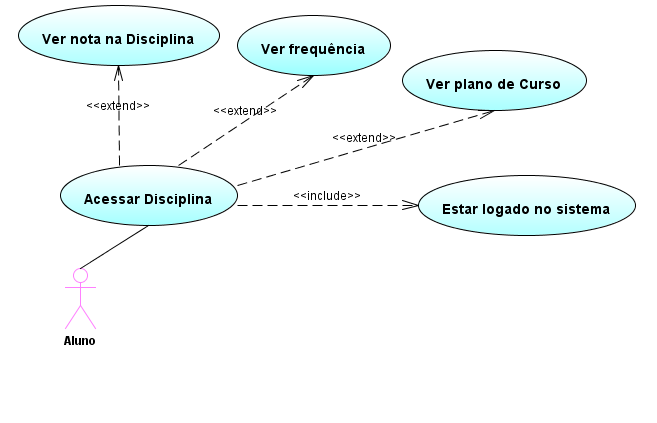 Ver nota na Disciplina
Ver frequência
Ver plano de Curso
<<extend>>
<<extend>>
<<extend>>
Acessar Disciplina
<<include>>
Estar logado no sistema
Aluno